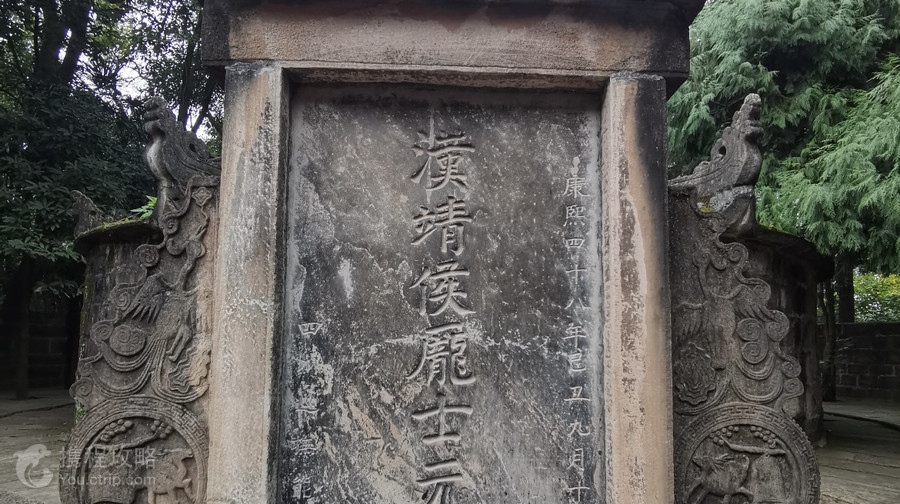 康熙四十八年己丑九月十
漢靖侯龐士元
四
携程攻略
You.ctrip.com